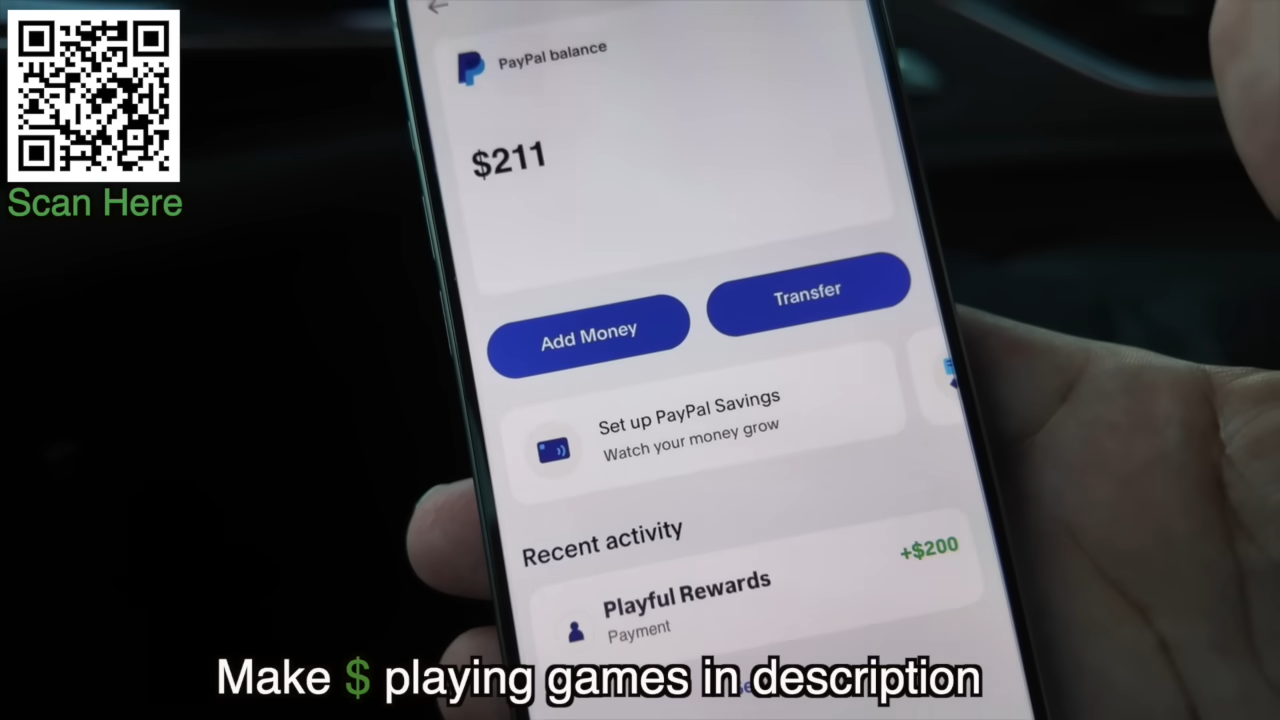 Scan Here
PayPal balance
$211
Add Money
Transfer
Set up PayPal Savings
Watch your money grow
Recent activity
Playful Rewards
+$200
Payment
Make $ playing games in description